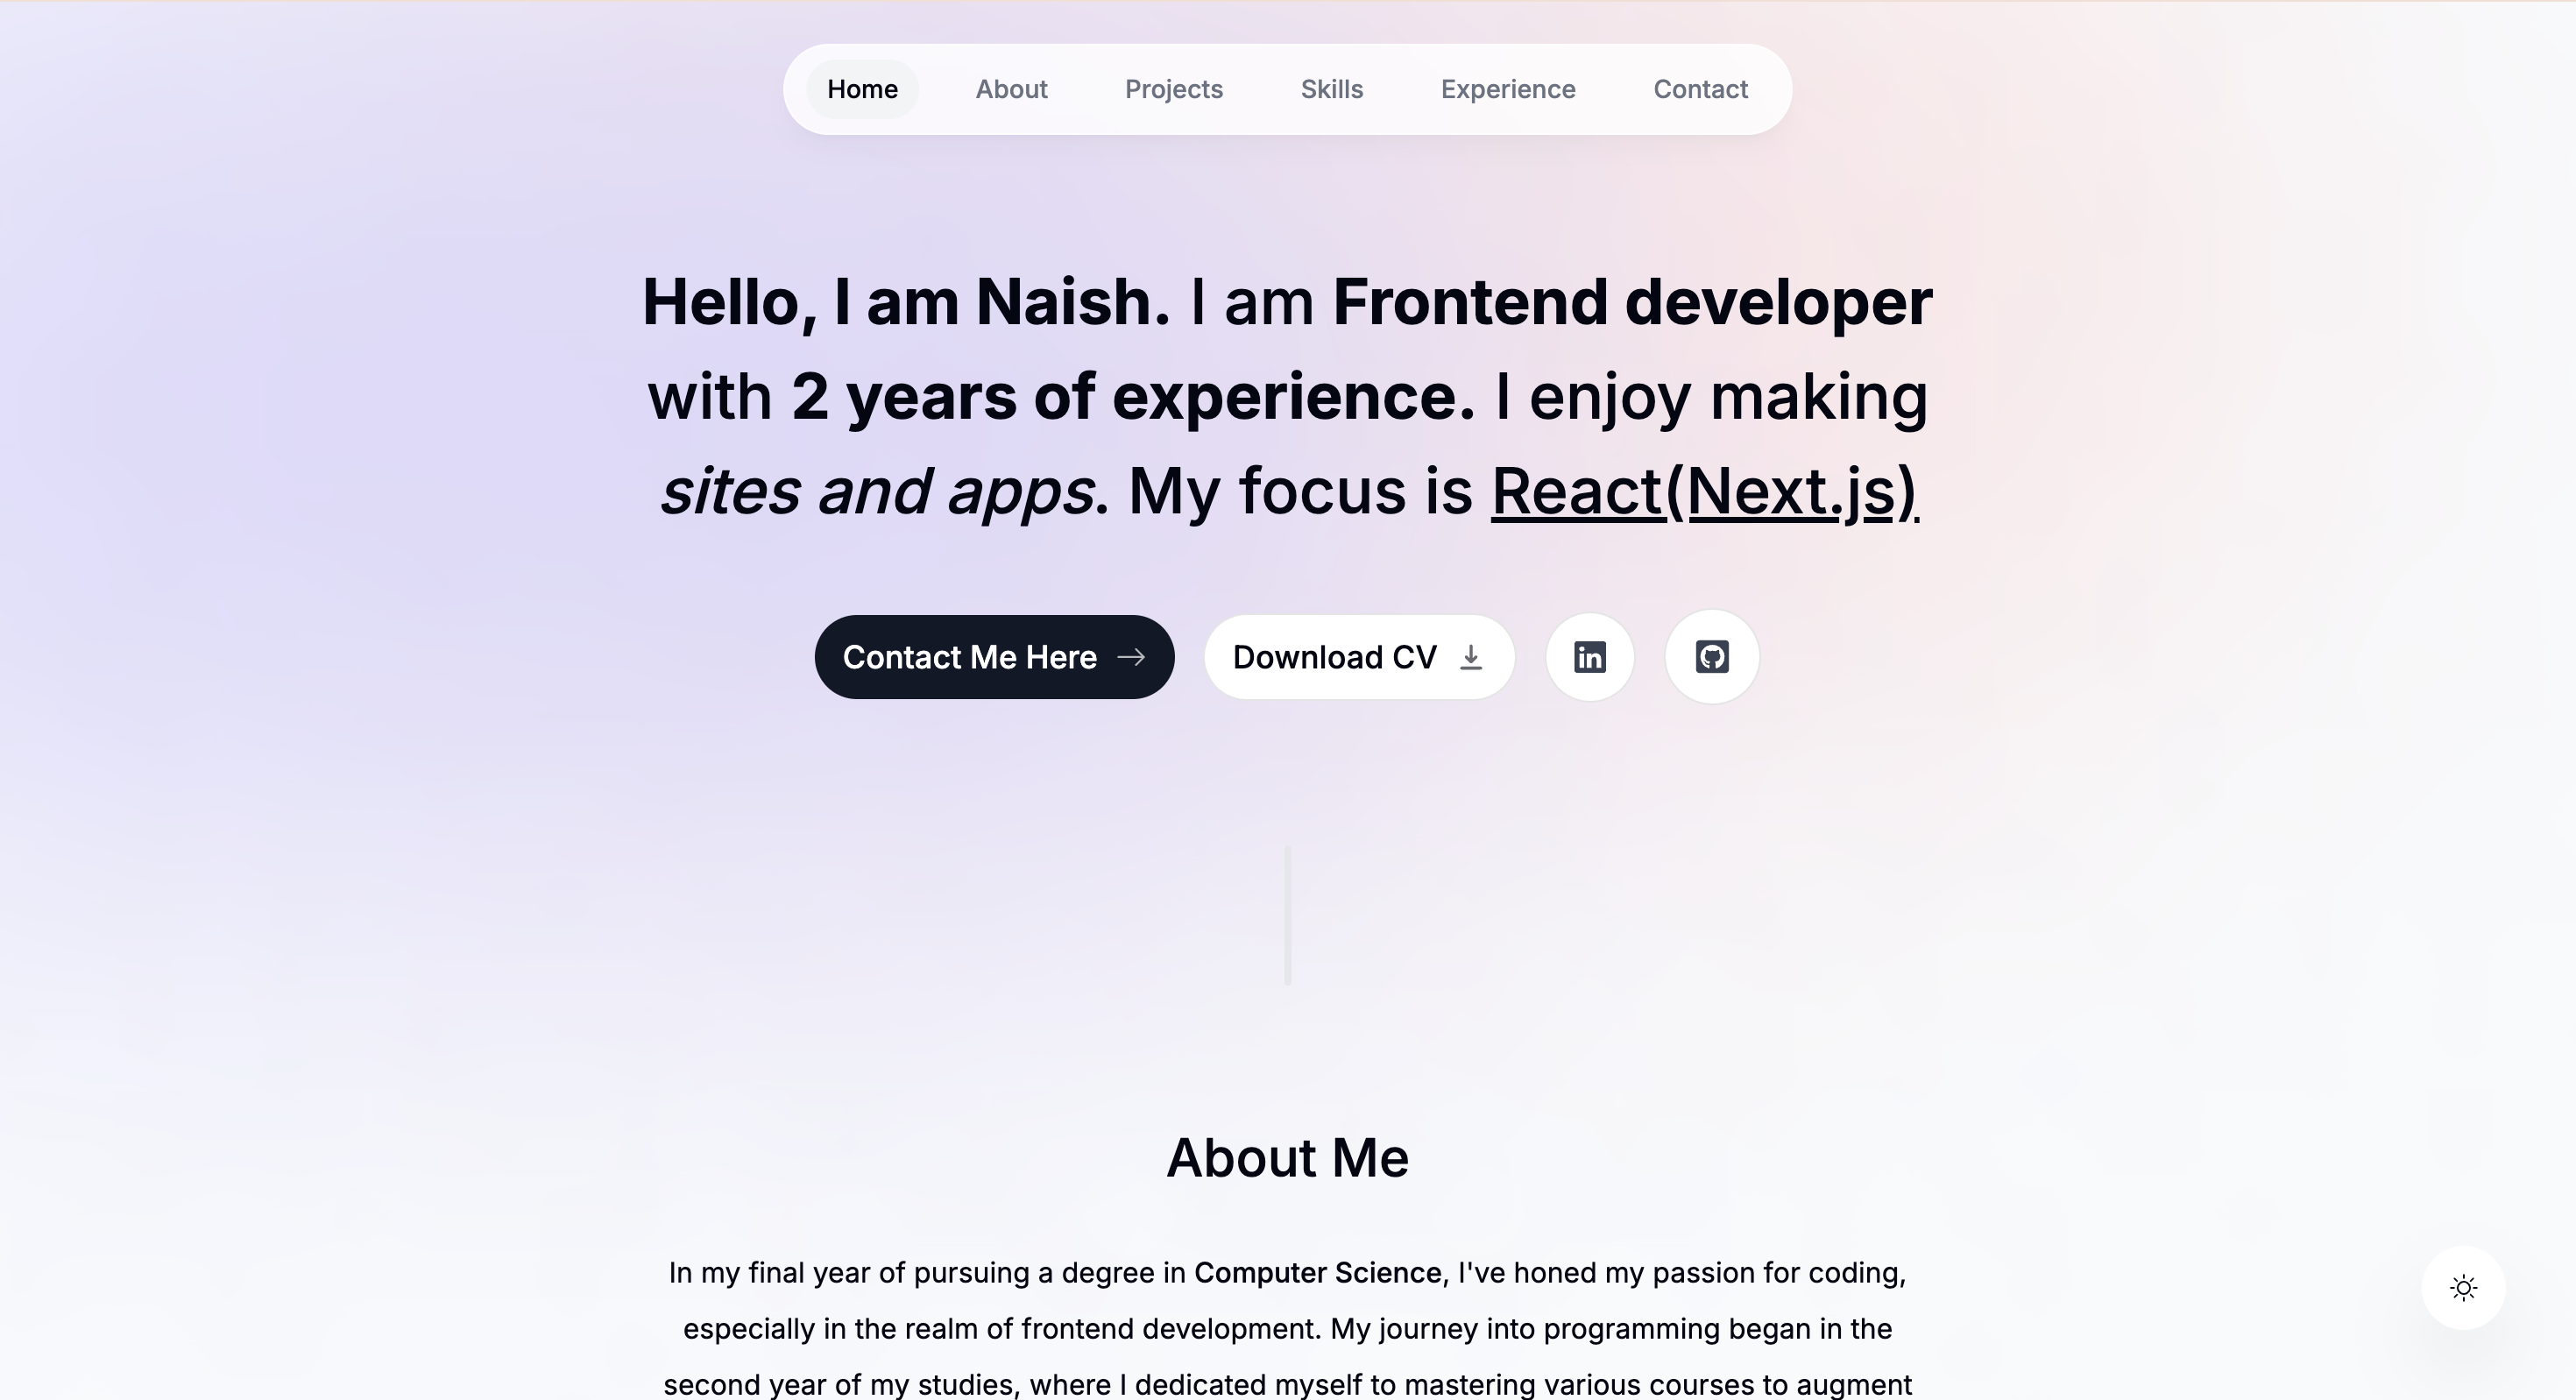 Home About Projects Skills Experience Contact
Hello, I am Naish. I am Frontend developer
with 2 years of experience. I enjoy making
sites and apps. My focus is React(Next.js).
Contact Me Here Download CV in
About Me
In my final year of pursuing a degree in Computer Science, I've honed my passion for coding,
especially in the realm of frontend development. My journey into programming began in the
second year of my studies, where I dedicated myself to mastering various courses to augment